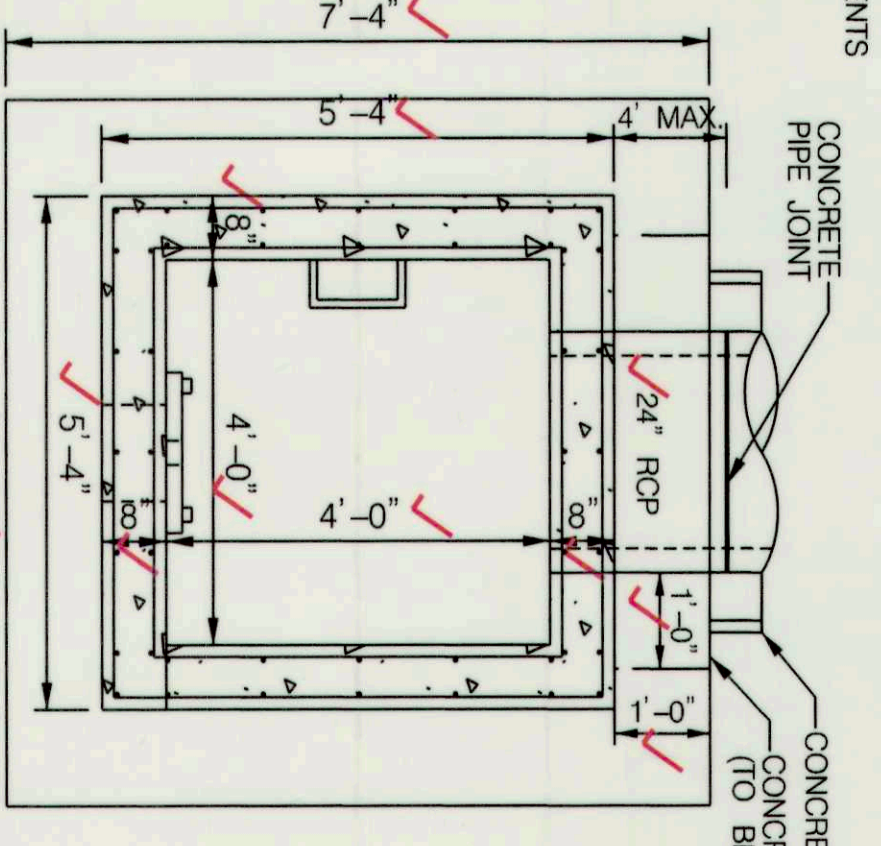 ENTS
7'-4"
5'-4"
4' MAX.
CONCRETE
PIPE JOINT
8"
5'-4"
4'-0"
4'-0"
8"
8"
24" RCP
1'-0"
1'-0"
CONCRE
CONCR
(TO B